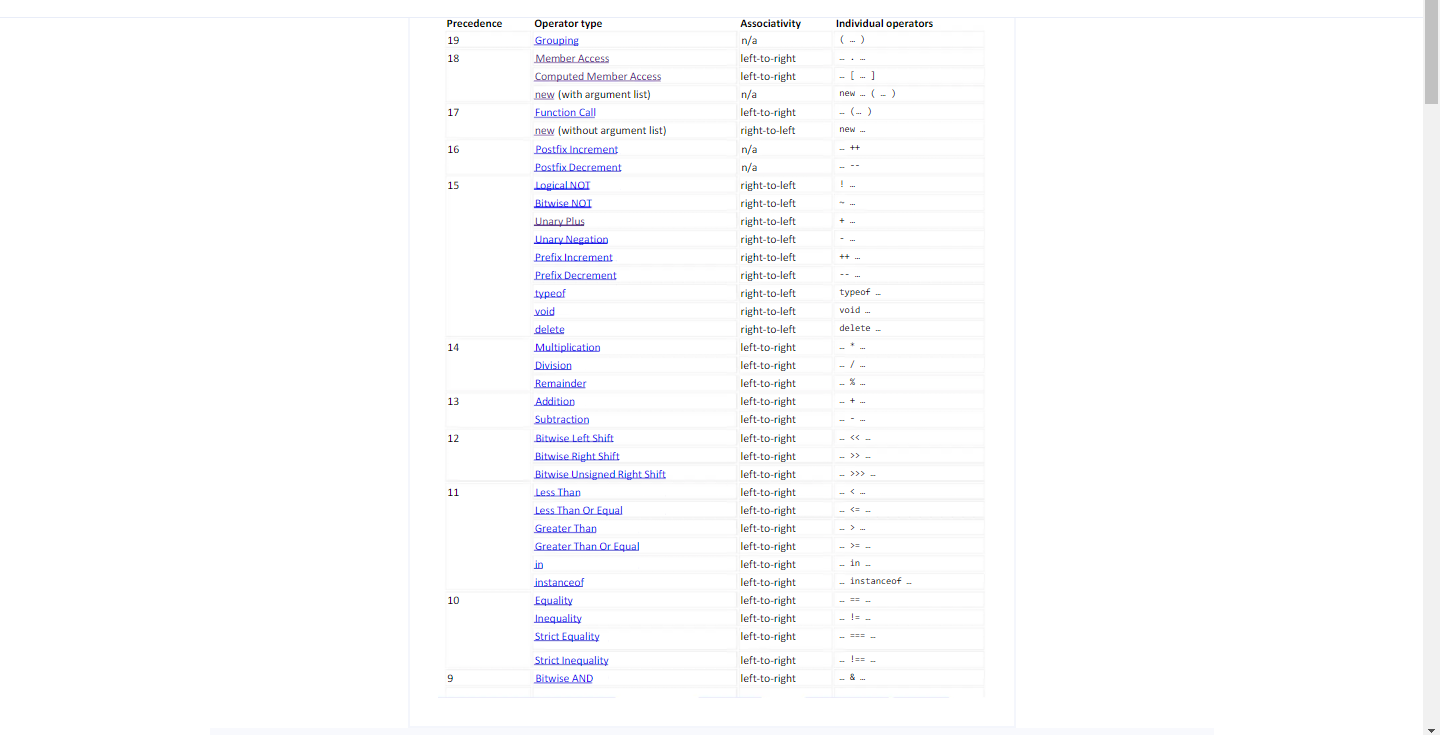 Precedence Operator type Associativity Individual operators
19 Grouping n/a ( … )
18 Member Access left-to-right … . …
Computed Member Access left-to-right … [ … ]
new (with argument list) n/a new … ( … )
17 Function Call left-to-right … (… )
new (without argument list) right-to-left new …
16 Postfix Increment n/a … ++
Postfix Decrement n/a … --
15 Logical NOT right-to-left ! …
Bitwise NOT right-to-left ~ …
Unary Plus right-to-left + …
Unary Negation right-to-left - …
Prefix Increment right-to-left ++ …
Prefix Decrement right-to-left -- …
typeof right-to-left typeof …
void right-to-left void …
delete right-to-left delete …
14 Multiplication left-to-right … * …
Division left-to-right … / …
Remainder left-to-right … % …
13 Addition left-to-right … + …
Subtraction left-to-right … - …
12 Bitwise Left Shift left-to-right … << …
Bitwise Right Shift left-to-right … >> …
Bitwise Unsigned Right Shift left-to-right … >>> …
11 Less Than left-to-right … < …
Less Than Or Equal left-to-right … <= …
Greater Than left-to-right … > …
Greater Than Or Equal left-to-right … >= …
in left-to-right … in …
instanceof left-to-right … instanceof …
10 Equality left-to-right … == …
Inequality left-to-right … != …
Strict Equality left-to-right … === …
Strict Inequality left-to-right … !== …
9 Bitwise AND left-to-right … & …